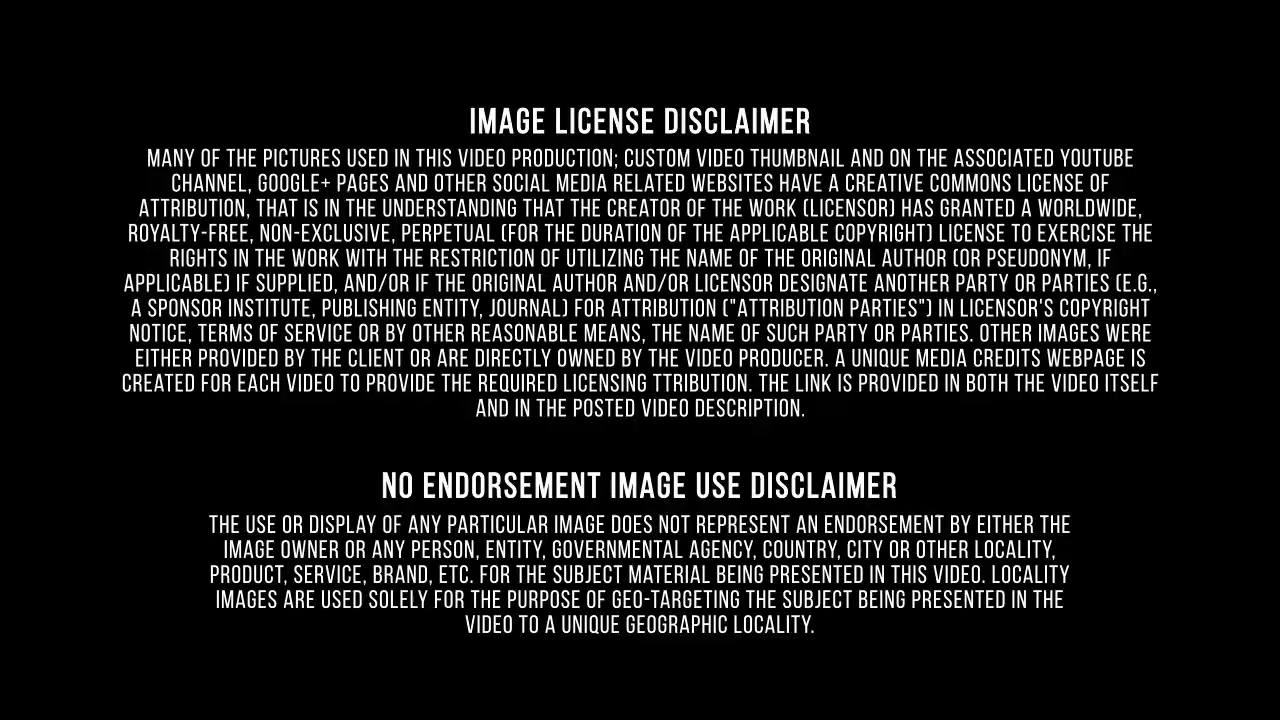 IMAGE LICENSE DISCLAIMER
MANY OF THE PICTURES USED IN THIS VIDEO PRODUCTION; CUSTOM VIDEO THUMBNAIL AND ON THE ASSOCIATED YOUTUBE
CHANNEL, GOOGLE+ PAGES AND OTHER SOCIAL MEDIA RELATED WEBSITES HAVE A CREATIVE COMMONS LICENSE OF
ATTRIBUTION, THAT IS IN THE UNDERSTANDING THAT THE CREATOR OF THE WORK (LICENSOR) HAS GRANTED A WORLDWIDE,
ROYALTY-FREE, NON-EXCLUSIVE, PERPETUAL (FOR THE DURATION OF THE APPLICABLE COPYRIGHT) LICENSE TO EXERCISE THE
RIGHTS IN THE WORK WITH THE RESTRICTION OF UTILIZING THE NAME OF THE ORIGINAL AUTHOR (OR PSEUDONYM, IF
APPLICABLE) IF SUPPLIED, AND/OR IF THE ORIGINAL AUTHOR AND/OR LICENSOR DESIGNATE ANOTHER PARTY OR PARTIES (E.G.,
A SPONSOR INSTITUTE, PUBLISHING ENTITY, JOURNAL) FOR ATTRIBUTION ("ATTRIBUTION PARTIES") IN LICENSOR'S COPYRIGHT
NOTICE, TERMS OF SERVICE OR BY OTHER REASONABLE MEANS, THE NAME OF SUCH PARTY OR PARTIES. OTHER IMAGES WERE
EITHER PROVIDED BY THE CLIENT OR ARE DIRECTLY OWNED BY THE VIDEO PRODUCER. A UNIQUE MEDIA CREDITS WEBPAGE IS
CREATED FOR EACH VIDEO TO PROVIDE THE REQUIRED LICENSING TTRIBUTION. THE LINK IS PROVIDED IN BOTH THE VIDEO ITSELF
AND IN THE POSTED VIDEO DESCRIPTION.
NO ENDORSEMENT IMAGE USE DISCLAIMER
THE USE OR DISPLAY OF ANY PARTICULAR IMAGE DOES NOT REPRESENT AN ENDORSEMENT BY EITHER THE
IMAGE OWNER OR ANY PERSON, ENTITY, GOVERNMENTAL AGENCY, COUNTRY, CITY OR OTHER LOCALITY,
PRODUCT, SERVICE, BRAND, ETC. FOR THE SUBJECT MATERIAL BEING PRESENTED IN THIS VIDEO. LOCALITY
IMAGES ARE USED SOLELY FOR THE PURPOSE OF GEO-TARGETING THE SUBJECT BEING PRESENTED IN THE
VIDEO TO A UNIQUE GEOGRAPHIC LOCALITY.